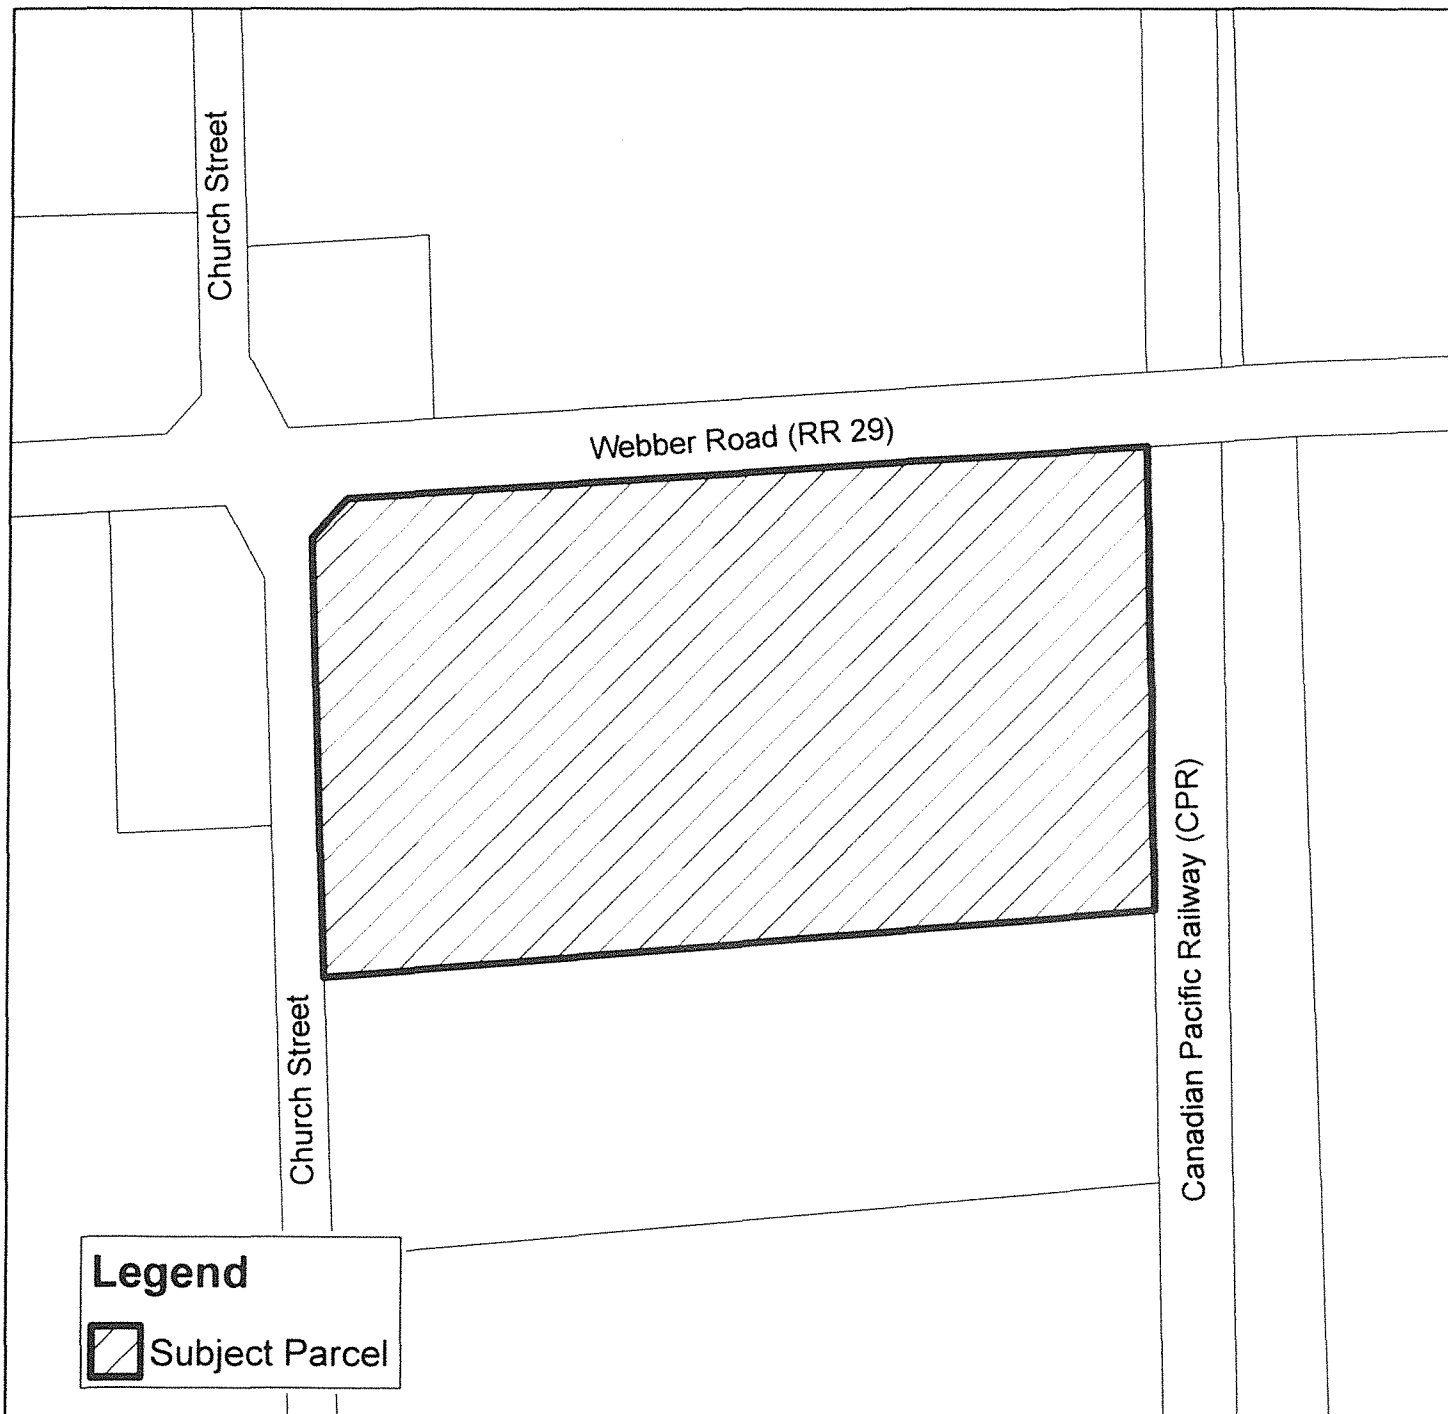 Church Street
Webber Road (RR 29)
Canadian Pacific Railway (CPR)
Church Street
Legend
Subject Parcel